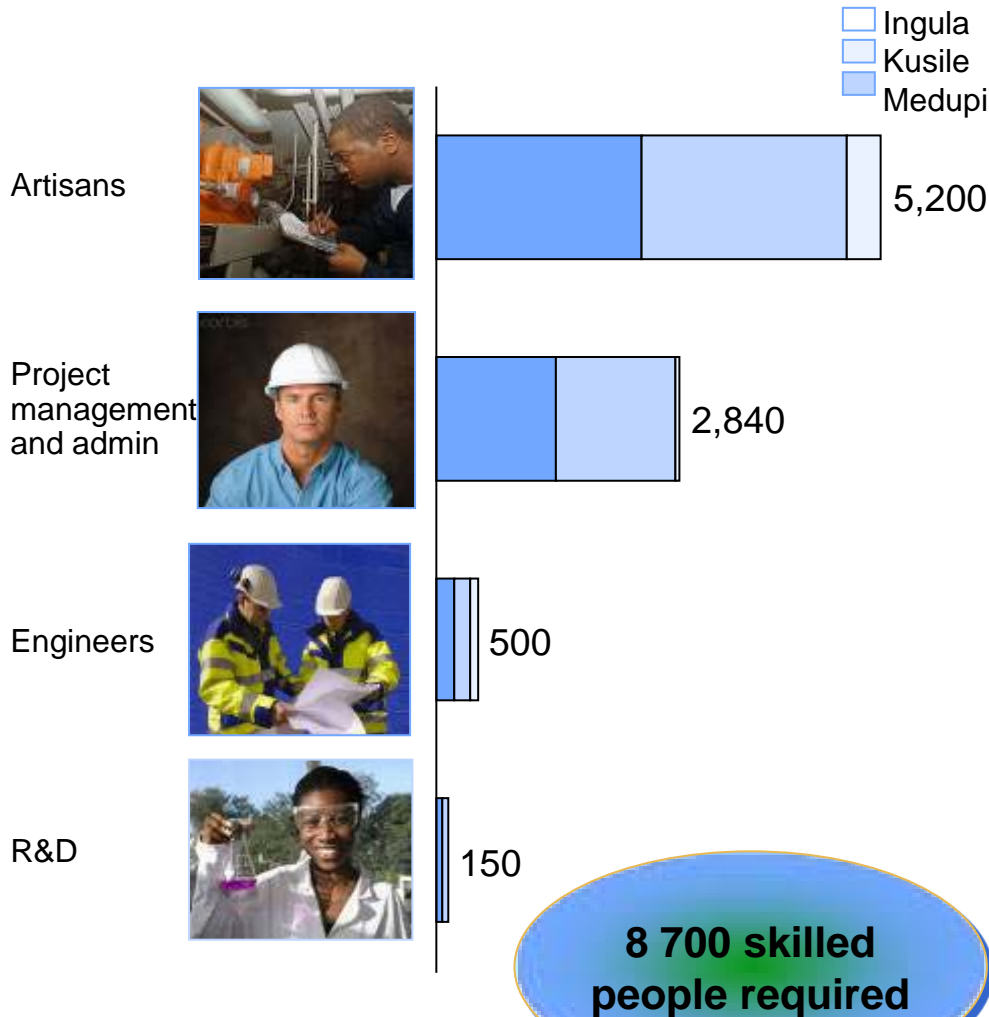 Ingula
Kusile
Medupi
Artisans
5,200
Project
management
and admin
2,840
Engineers
500
R&D
150
8 700 skilled
people required